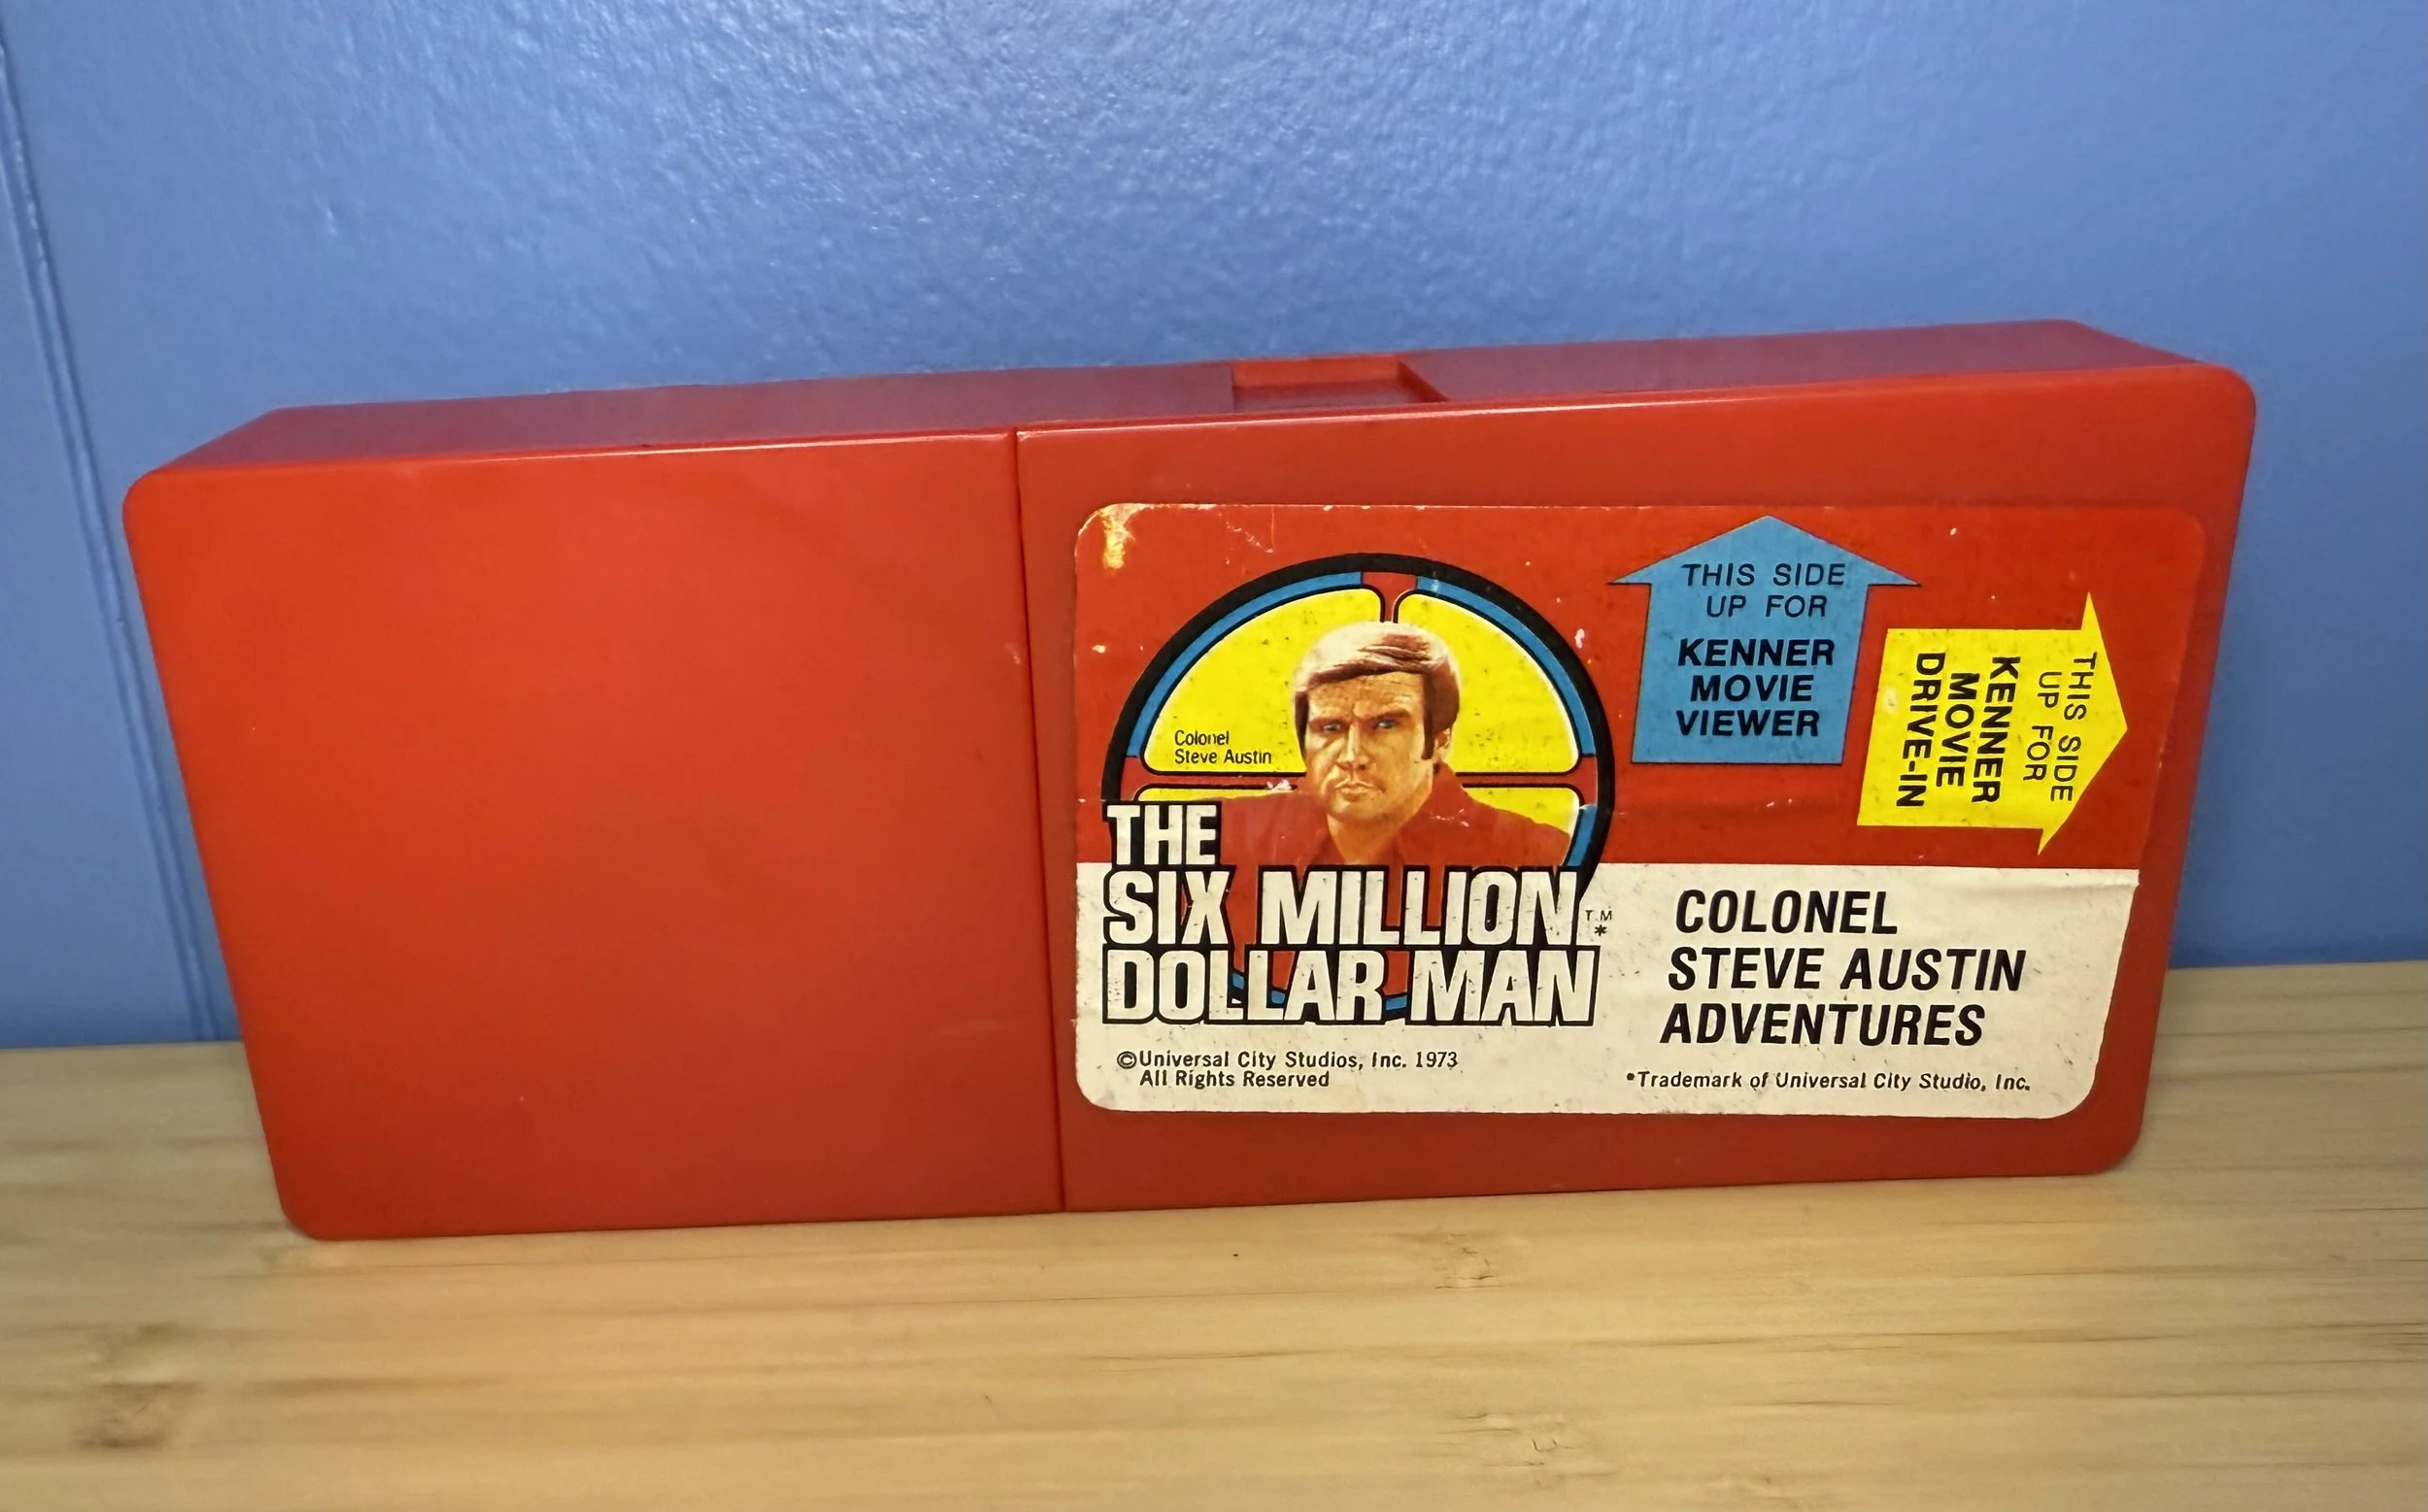 THIS SIDE
UP FOR
KENNER
MOVIE
VIEWER
THIS SIDE
UP FOR
KENNER
MOVIE
DRIVE-IN
Colonel
Steve Austin
THE
SIX MILLION
DOLLAR MAN
TM
*
COLONEL
STEVE AUSTIN
ADVENTURES
©Universal City Studios, Inc. 1973
All Rights Reserved
*Trademark of Universal City Studio, Inc.